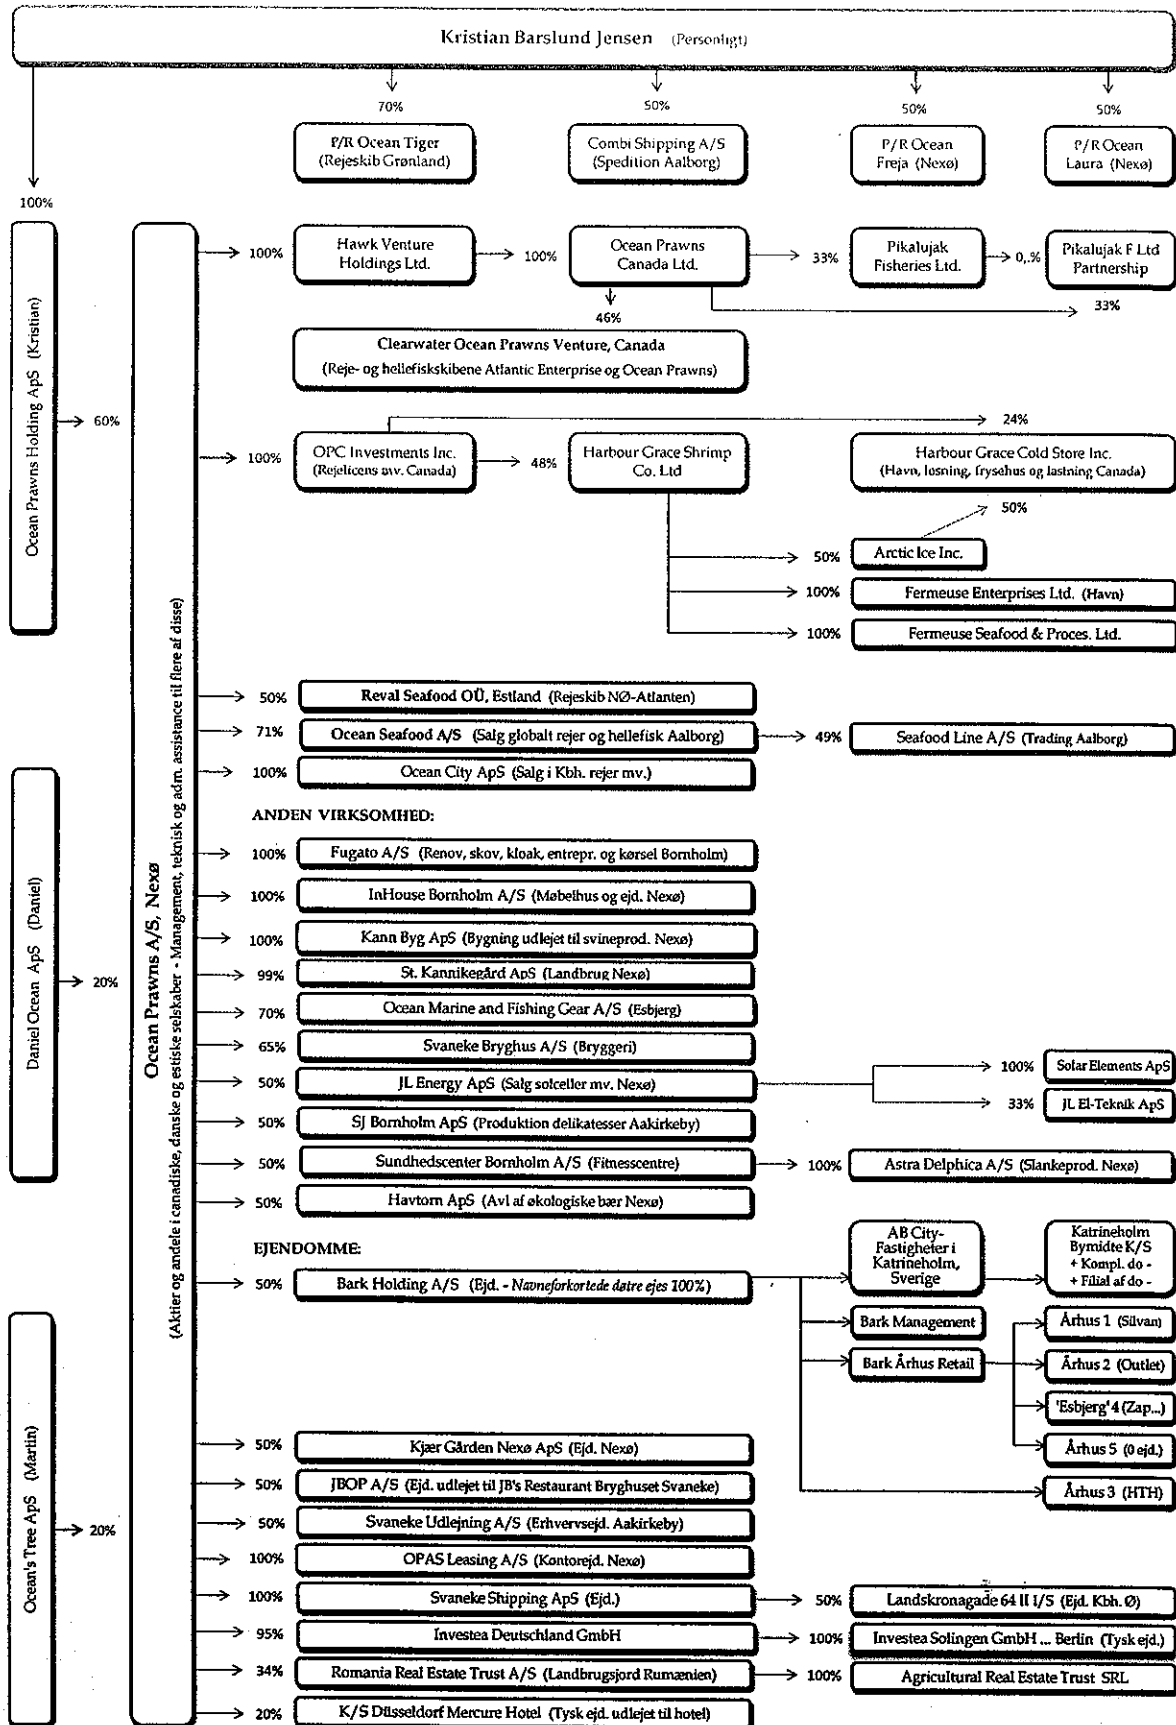 Kristian Barslund Jensen (Personligt)
70%
50%
50%
50%
P/R Ocean Tiger
(Rejeskib Grønland)
Combi Shipping A/S
(Spedition Aalborg)
P/R Ocean
Freja (Nexø)
P/R Ocean
Laura (Nexø)
100%
Ocean Prawns Holding ApS (Kristian)
60%
Daniel Ocean ApS (Daniel)
20%
Ocean's Tree ApS (Martin)
20%
Ocean Prawns A/S, Nexø
(Aktier og andele i canadiske, danske og estiske selskaber - Management, teknisk og adm. assistance til flere af disse)
100%
Hawk Venture
Holdings Ltd.
100%
Ocean Prawns
Canada Ltd.
33%
Pikalujak
Fisheries Ltd.
0,.%
Pikalujak F Ltd
Partnership
46%
33%
Clearwater Ocean Prawns Venture, Canada
(Reje- og hellefiskskibene Atlantic Enterprise og Ocean Prawns)
24%
100%
OPC Investments Inc.
(Rejelicens mv. Canada)
48%
Harbour Grace Shrimp
Co. Ltd
Harbour Grace Cold Store Inc.
(Havn, løsning, frysehus og lastning Canada)
50%
50%
Arctic Ice Inc.
100%
Fermeuse Enterprises Ltd. (Havn)
100%
Fermeuse Seafood & Proces. Ltd.
50%
Reval Seafood OÜ, Estland (Rejeskib NØ-Atlanten)
71%
Ocean Seafood A/S (Salg globalt rejer og hellefisk Aalborg)
49%
Seafood Line A/S (Trading Aalborg)
100%
Ocean City ApS (Salg i Kbh. rejer mv.)
ANDEN VIRKSOMHED:
100%
Fugato A/S (Renov, skov, kloak, entrepr. og kørsel Bornholm)
100%
InHouse Bornholm A/S (Møbelhus og ejd. Nexø)
100%
Kann Byg ApS (Bygning udlejet til svineprod. Nexø)
99%
St. Kannikegård ApS (Landbrug Nexø)
70%
Ocean Marine and Fishing Gear A/S (Esbjerg)
65%
Svaneke Bryghus A/S (Bryggeri)
50%
JL Energy ApS (Salg solceller mv. Nexø)
100%
Solar Elements ApS
33%
JL El-Teknik ApS
50%
SJ Bornholm ApS (Produktion delikatesser Aakirkeby)
50%
Sundhedscenter Bornholm A/S (Fitnesscentre)
100%
Astra Delphica A/S (Slankeprod. Nexø)
50%
Havtorn ApS (Avl af økologiske bær Nexø)
EJENDOMME:
50%
Bark Holding A/S (Ejd. - Navneforkortede døtre ejes 100%)
AB City-
Fastigheter i
Katrineholm,
Sverige
Katrineholm
Bymidte K/S
+ Kompl. do -
+ Filial af do -
Bark Management
Bark Århus Retail
Århus 1 (Silvan)
Århus 2 (Outlet)
'Esbjerg' 4 (Zap...)
Århus 5 (0 ejd.)
Århus 3 (HTH)
50%
Kjær Gården Nexø ApS (Ejd. Nexø)
50%
JBOP A/S (Ejd. udlejet til JB's Restaurant Bryghuset Svaneke)
50%
Svaneke Udlejning A/S (Erhvervsejd. Aakirkeby)
100%
OPAS Leasing A/S (Kontorejd. Nexø)
100%
Svaneke Shipping ApS (Ejd.)
50%
Landskronagade 64 II I/S (Ejd. Kbh. Ø)
95%
Investea Deutschland GmbH
100%
Investea Solingen GmbH ... Berlin (Tysk ejd.)
34%
Romania Real Estate Trust A/S (Landbrugsjord Rumænien)
100%
Agricultural Real Estate Trust SRL
20%
K/S Düsseldorf Mercure Hotel (Tysk ejd. udlejet til hotel)